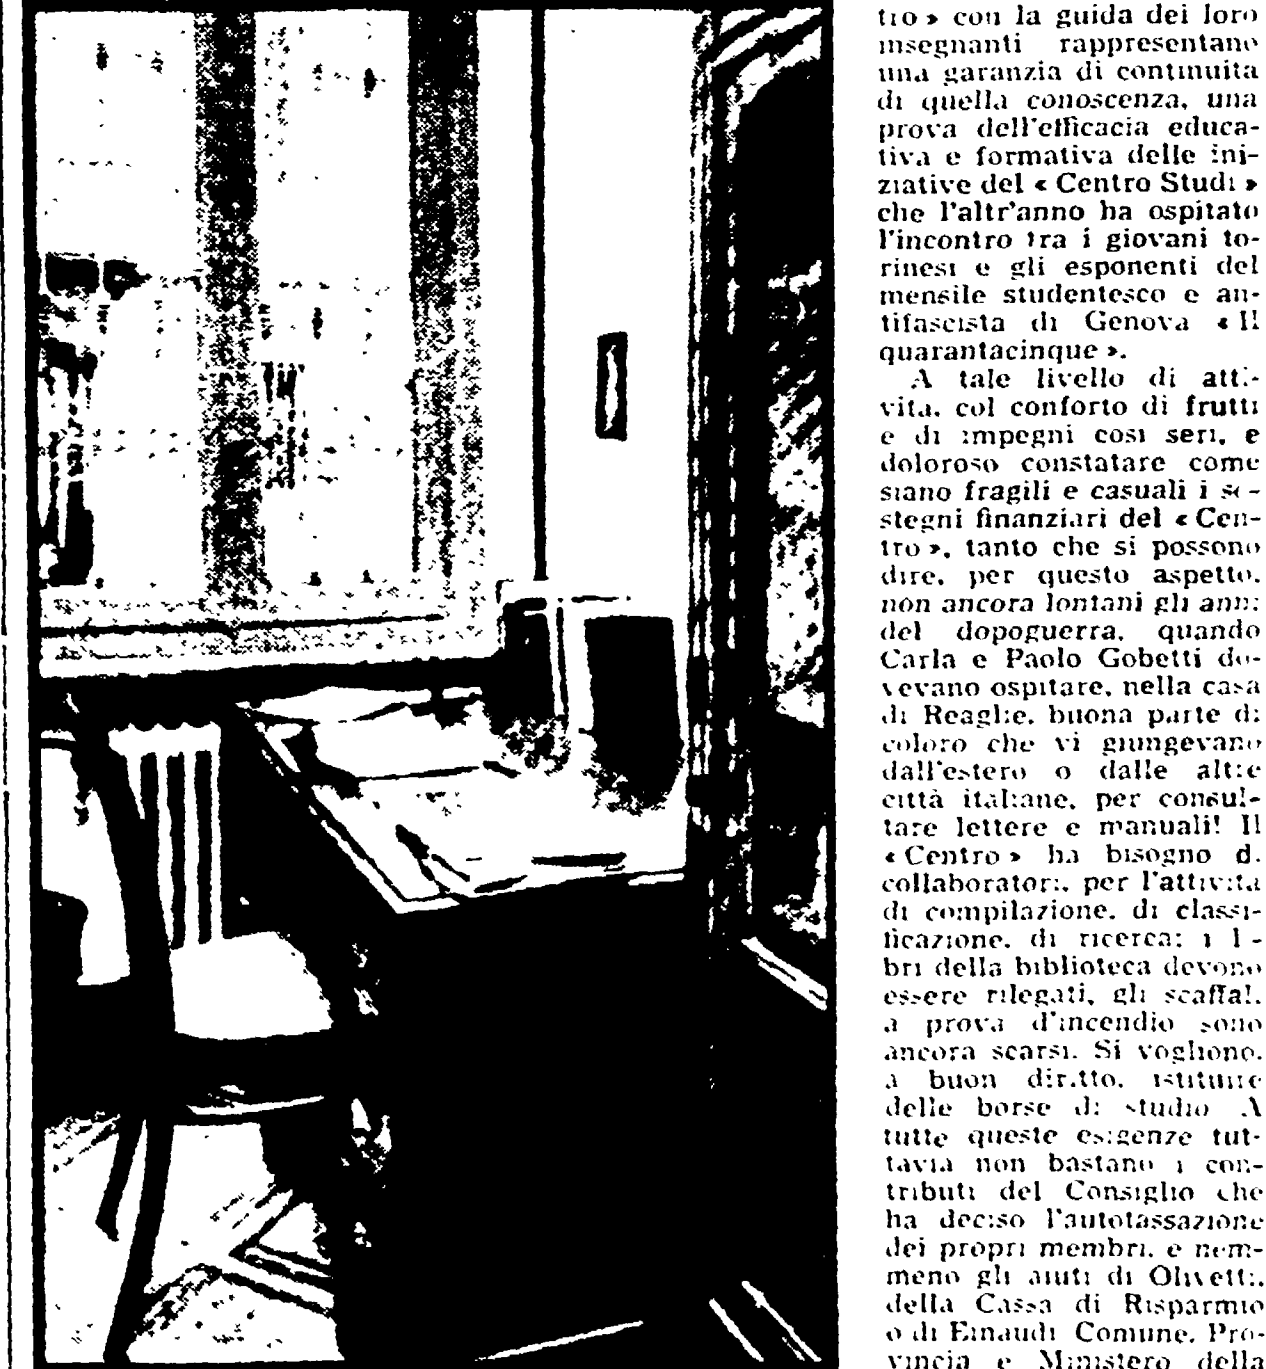 tro » con la guida dei loro
insegnanti rappresentano
una garanzia di continuita
di quella conoscenza, una
prova dell'efficacia educa-
tiva e formativa delle ini-
ziative del « Centro Studi »
che l'altr'anno ha ospitato
l'incontro tra i giovani to-
rinesi e gli esponenti del
mensile studentesco e an-
tifascista di Genova « Il
quarantacinque ».
A tale livello di atti-
vita, col conforto di frutti
e di impegni cosi seri, e
doloroso constatare come
siano fragili e casuali i so-
stegni finanziari del « Cen-
tro », tanto che si possono
dire, per questo aspetto,
non ancora lontani gli anni
del dopoguerra, quando
Carla e Paolo Gobetti do-
vevano ospitare, nella casa
di Reaglie, buona parte di
coloro che vi giungevano
dall'estero o dalle altre
città italiane, per consul-
tare lettere e manuali! Il
« Centro » ha bisogno di
collaboratori, per l'attivita
di compilazione, di classi-
ficazione, di ricerca; i li-
bri della biblioteca devono
essere rilegati, gli scaffali
a prova d'incendio sono
ancora scarsi. Si vogliono,
a buon diritto, istituire
delle borse di studio A
tutte queste esigenze tut-
tavia non bastano i con-
tributi del Consiglio che
ha deciso l'autotassazione
dei propri membri, e nem-
meno gli aiuti di Olivetti,
della Cassa di Risparmio
o di Einaudi Comune, Pro-
vincia e Ministero della